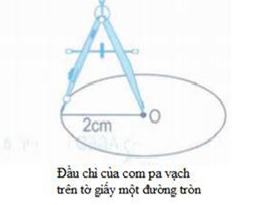 2cm
O
Đầu chì của com pa vạch
trên tờ giấy một đường tròn